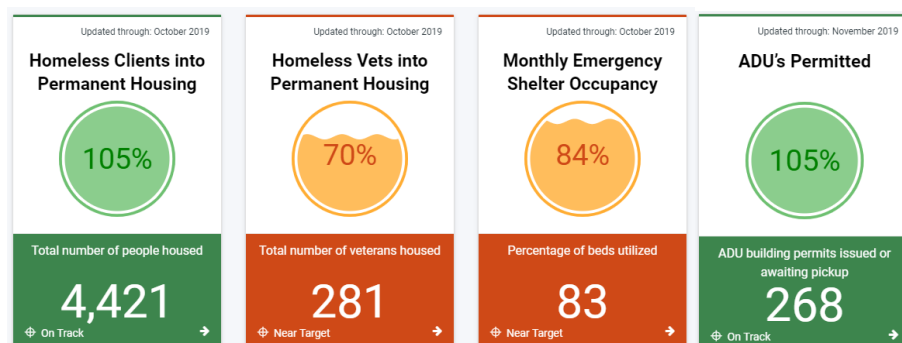 Updated through: October 2019
Homeless Clients into
Permanent Housing
105%
Total number of people housed
4,421
On Track
Updated through: October 2019
Homeless Vets into
Permanent Housing
70%
Total number of veterans housed
281
Near Target
Updated through: October 2019
Monthly Emergency
Shelter Occupancy
84%
Percentage of beds utilized
83
Near Target
Updated through: November 2019
ADU's Permitted
105%
ADU building permits issued or
awaiting pickup
268
On Track